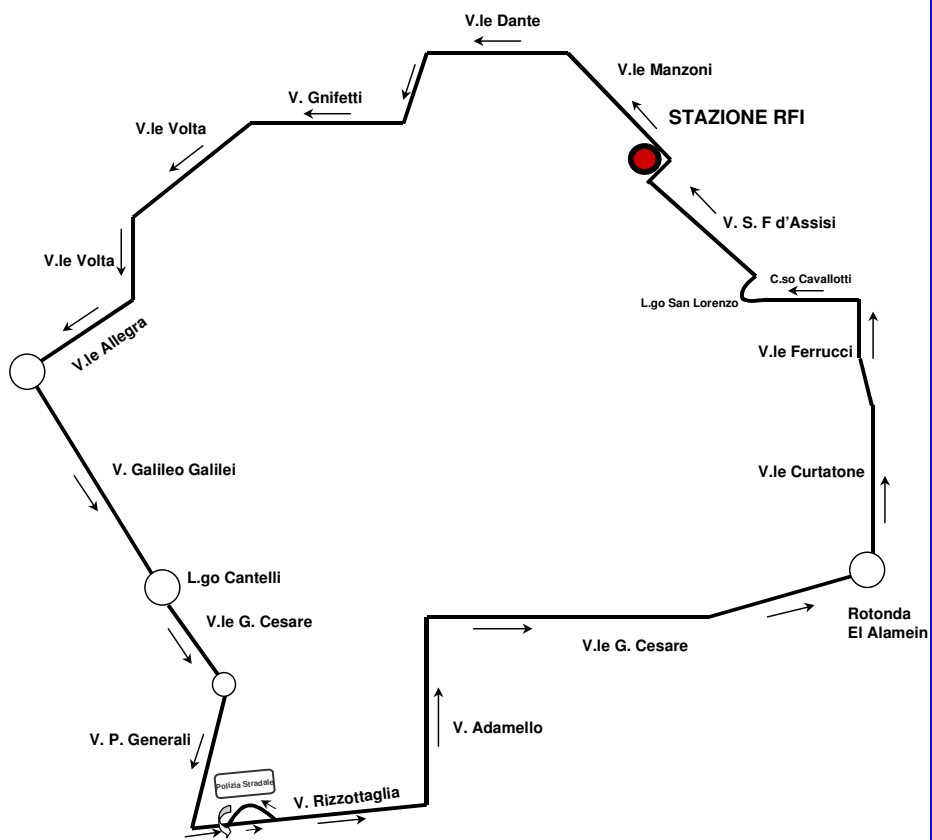 V.le Dante
V.le Manzoni
STAZIONE RFI
V. Gnifetti
V.le Volta
V. S. F d'Assisi
V.le Volta
C.so Cavallotti
L.go San Lorenzo
V.le Allegra
V.le Ferrucci
V. Galileo Galilei
V.le Curtatone
L.go Cantelli
V.le G. Cesare
Rotonda
El Alamein
V.le G. Cesare
V. Adamello
V. P. Generali
Polizia Stradale
V. Rizzottaglia